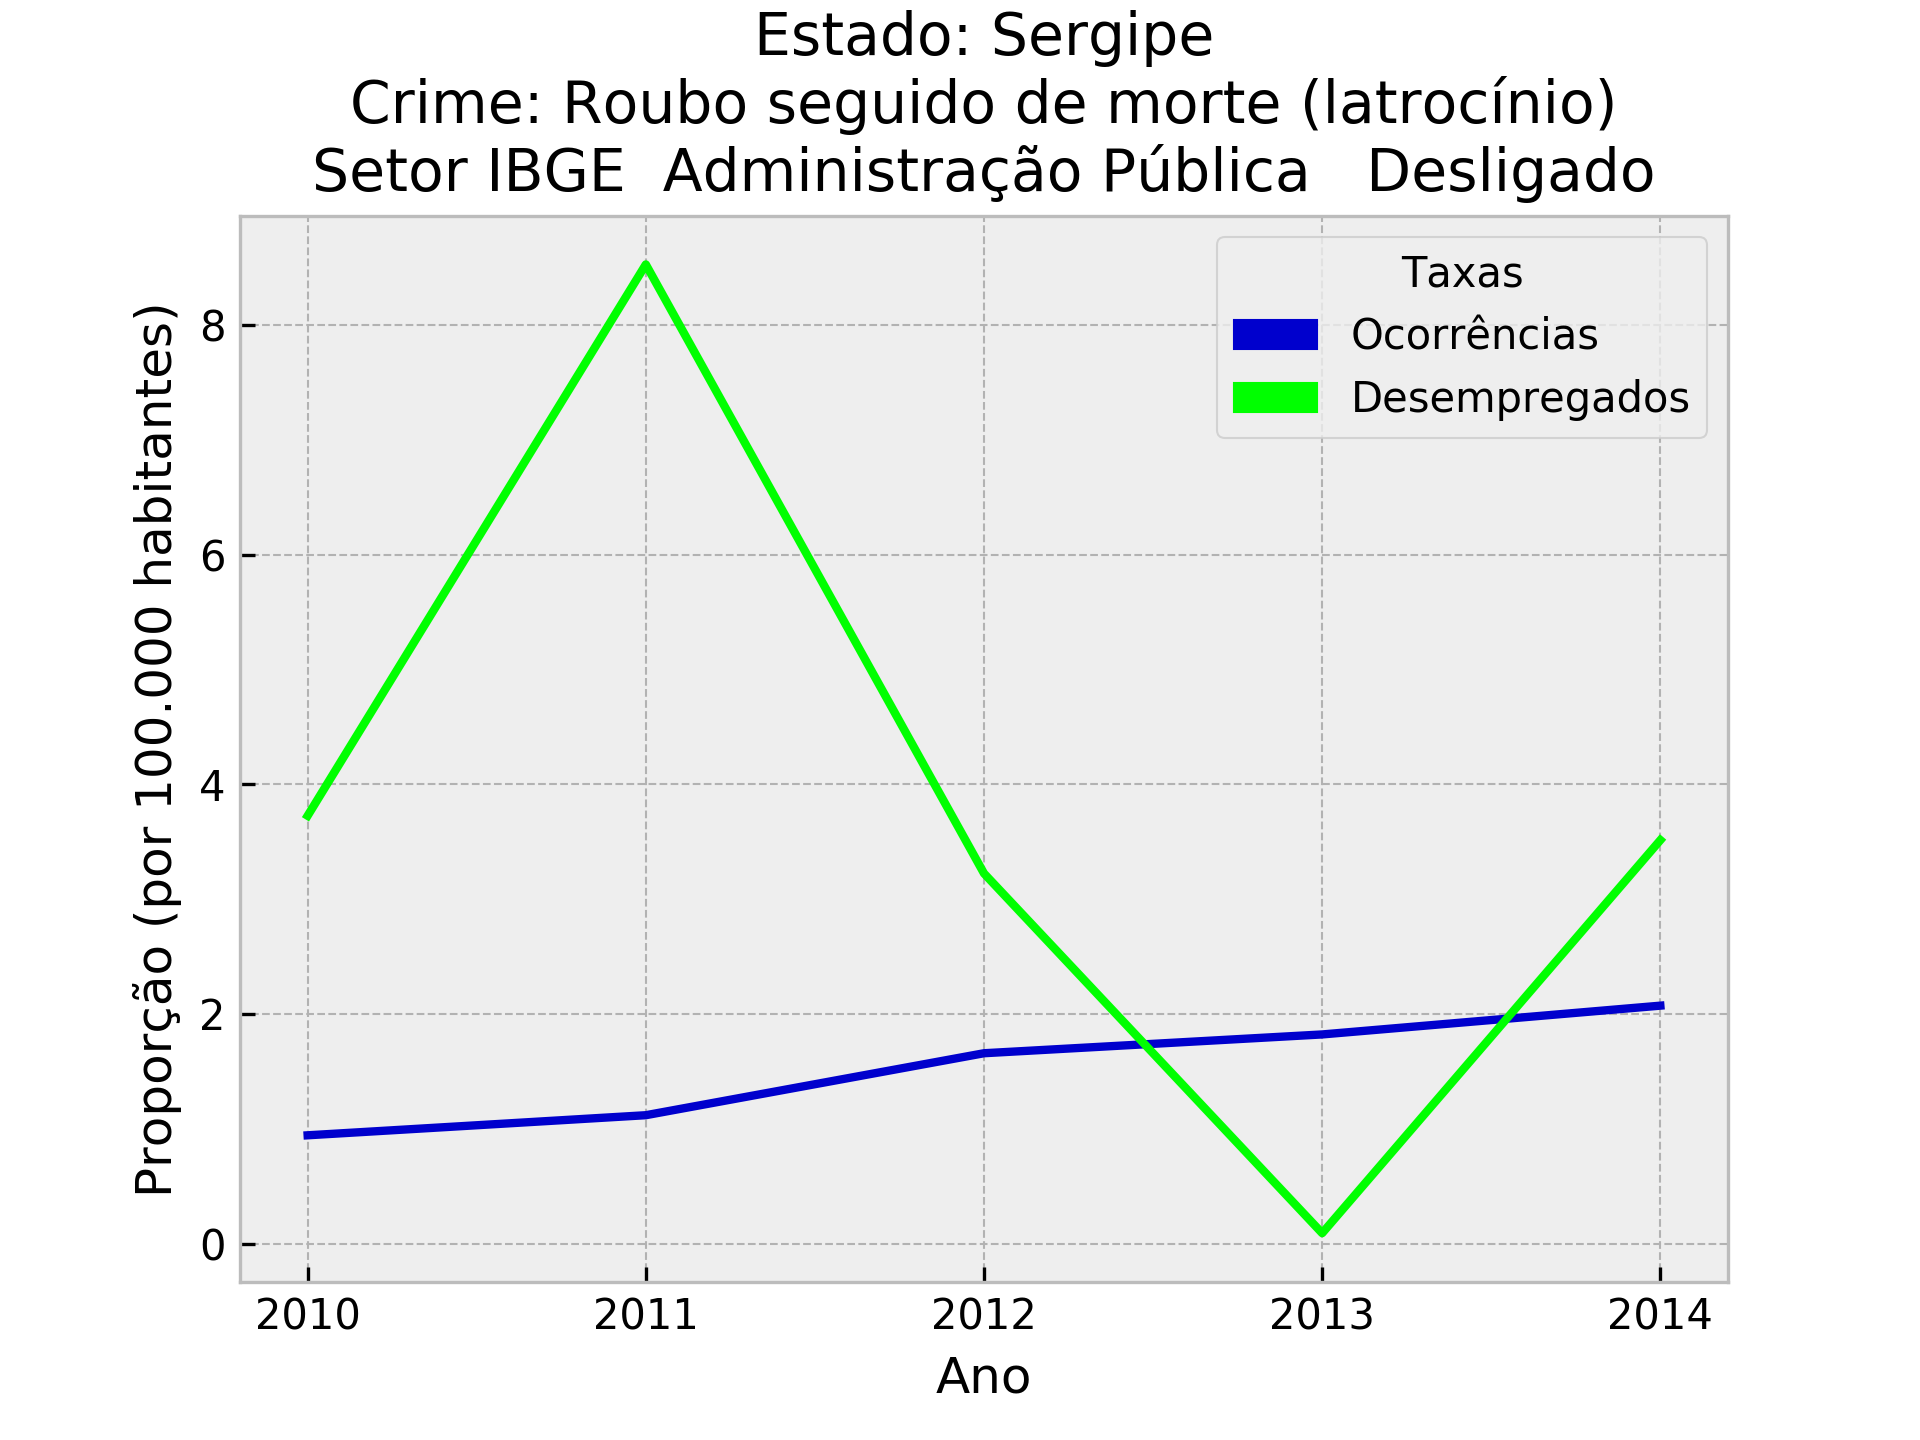 Estado: Sergipe
Crime: Roubo seguido de morte (latrocínio)
Setor IBGE  Administração Pública   Desligado
Taxas
Ocorrências
Desempregados
Proporção (por 100.000 habitantes)
8
6
4
2
0
2010
2011
2012
2013
2014
Ano